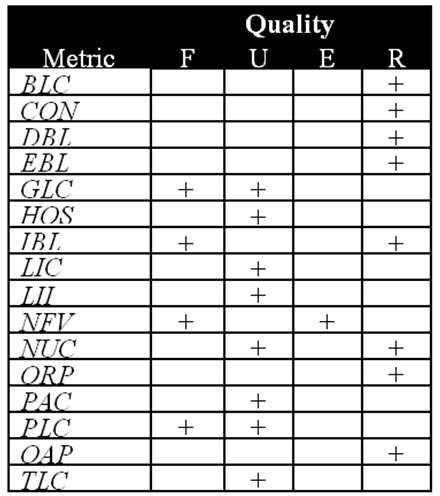 Quality
Metric F U E R
BLC +
CON +
DBL +
EBL +
GLC + +
HOS +
IBL + +
LIC +
LII +
NFV + +
NUC + +
ORP +
PAC +
PLC + +
OAP +
TLC +